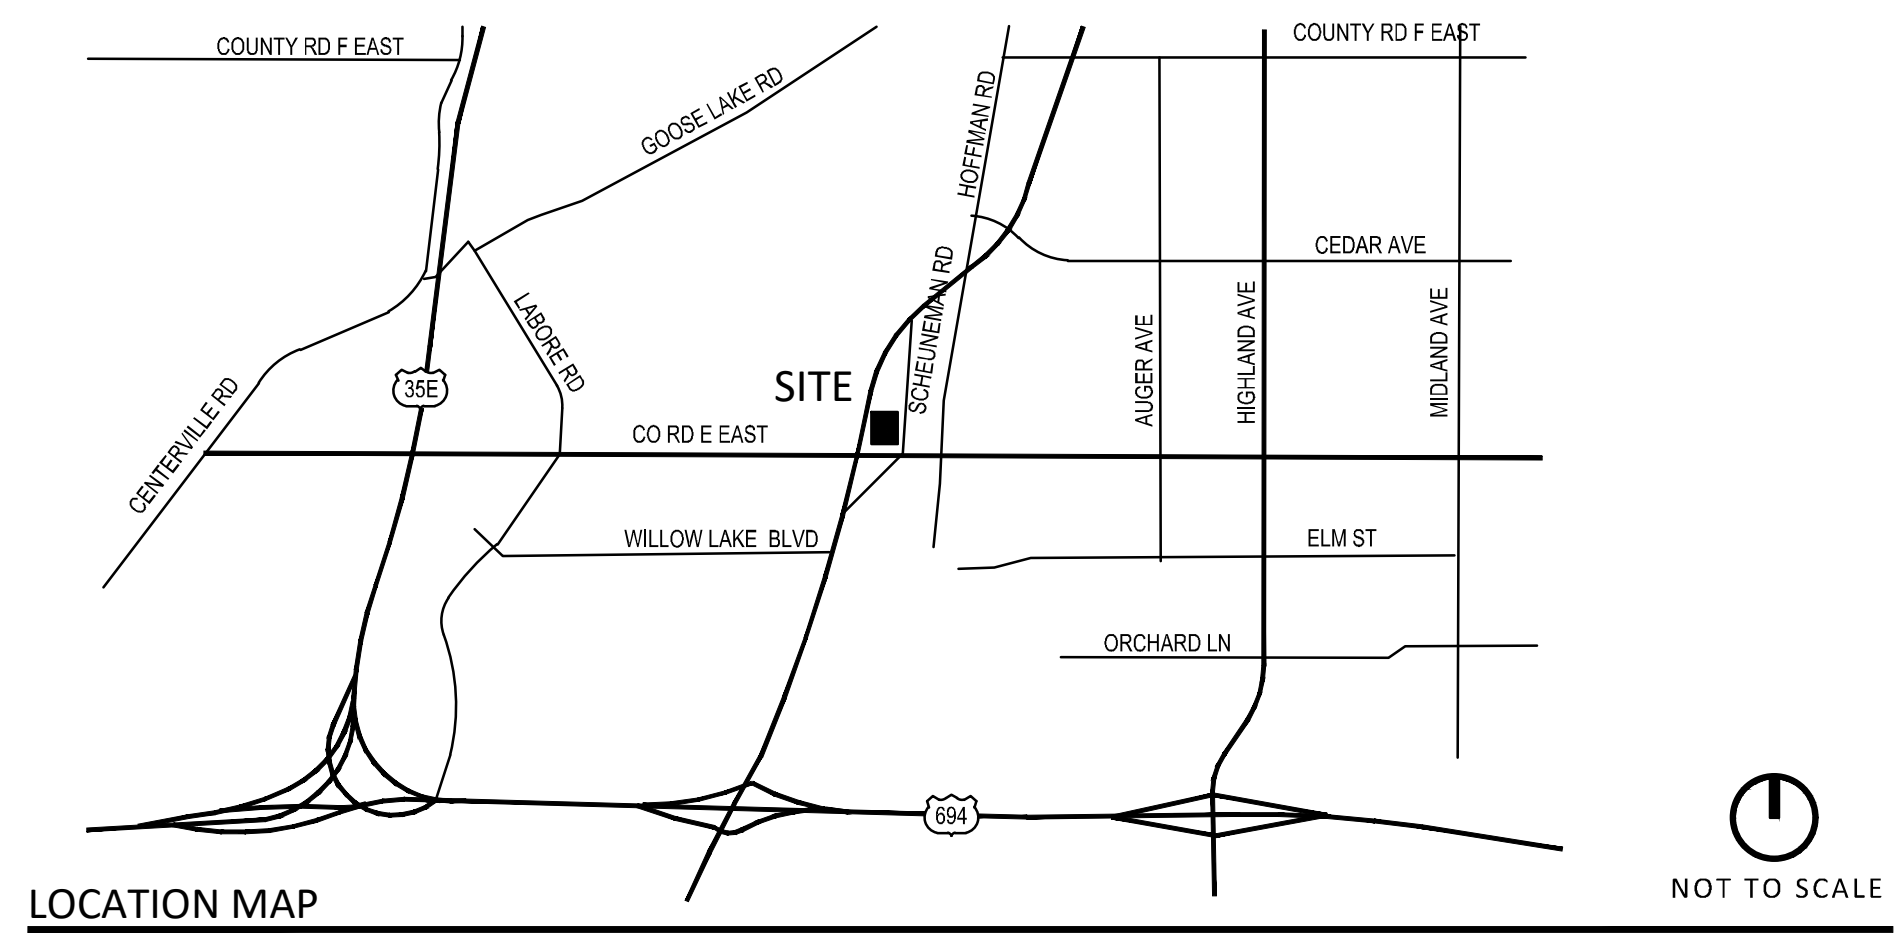 COUNTY RD F EAST
COUNTY RD F EAST
GOOSE LAKE RD
HOFFMAN RD
CEDAR AVE
SCHEUNEMAN RD
LABORE RD
AUGER AVE
HIGHLAND AVE
MIDLAND AVE
35E
SITE
CENTERVILLE RD
CO RD E EAST
WILLOW LAKE BLVD
ELM ST
ORCHARD LN
694
NOT TO SCALE
LOCATION MAP